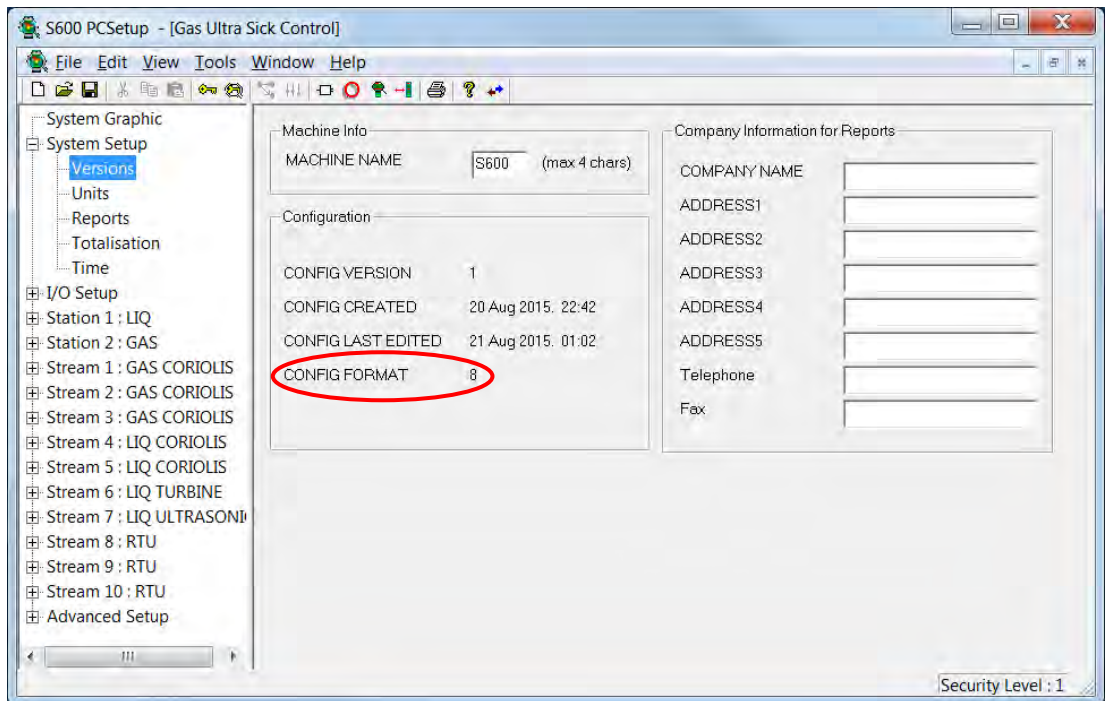 S600 PCSetup - [Gas Ultra Sick Control]
File Edit View Tools Window Help
System Graphic
System Setup
Versions
Units
Reports
Totalisation
Time
I/O Setup
Station 1 : LIQ
Station 2 : GAS
Stream 1 : GAS CORIOLIS
Stream 2 : GAS CORIOLIS
Stream 3 : GAS CORIOLIS
Stream 4 : LIQ CORIOLIS
Stream 5 : LIQ CORIOLIS
Stream 6 : LIQ TURBINE
Stream 7 : LIQ ULTRASONI
Stream 8 : RTU
Stream 9 : RTU
Stream 10 : RTU
Advanced Setup
Machine Info
MACHINE NAME S600 (max 4 chars)
Configuration
CONFIG VERSION 1
CONFIG CREATED 20 Aug 2015. 22:42
CONFIG LAST EDITED 21 Aug 2015. 01:02
CONFIG FORMAT 8
Company Information for Reports
COMPANY NAME
ADDRESS1
ADDRESS2
ADDRESS3
ADDRESS4
ADDRESS5
Telephone
Fax
Security Level : 1